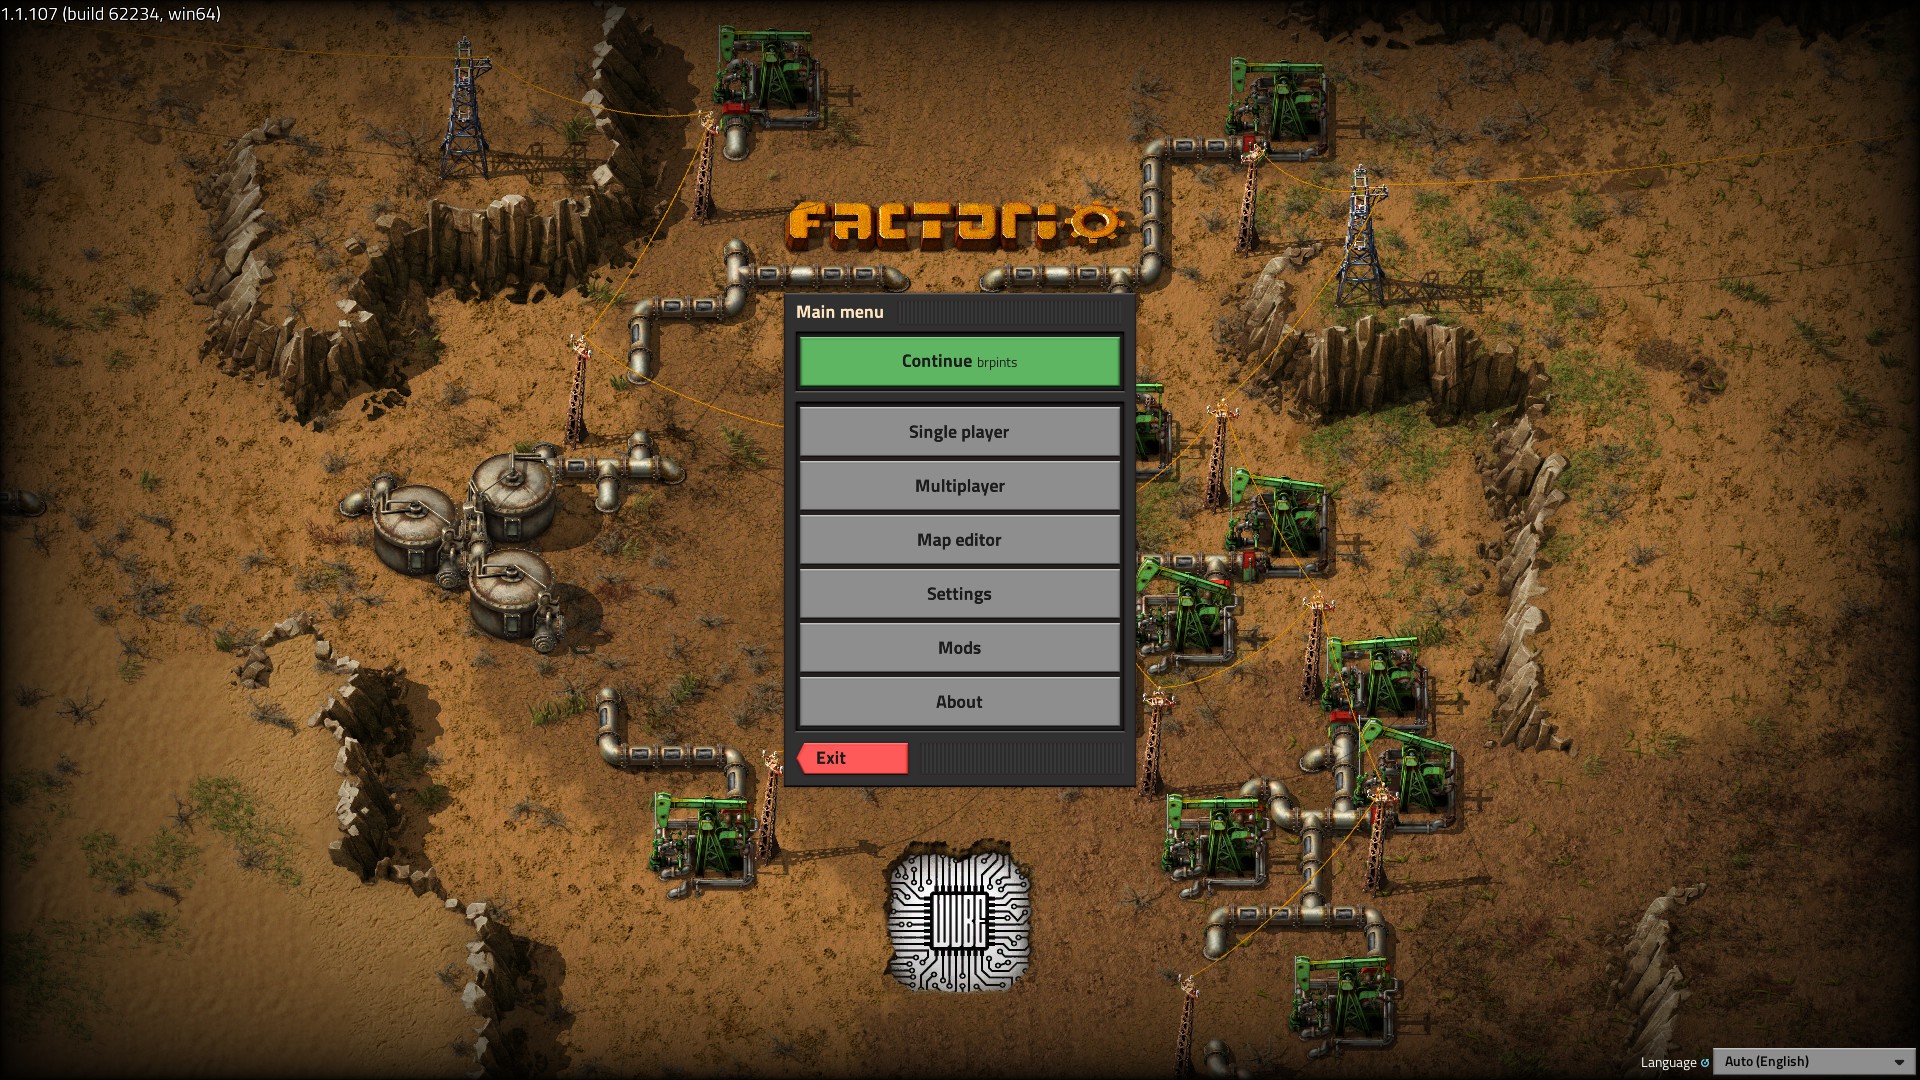 1.1.107 (build 62234, win64)
FACTORIO
Main menu
Continue brpints
Single player
Multiplayer
Map editor
Settings
Mods
About
Exit
WUBE
Language
Auto (English)